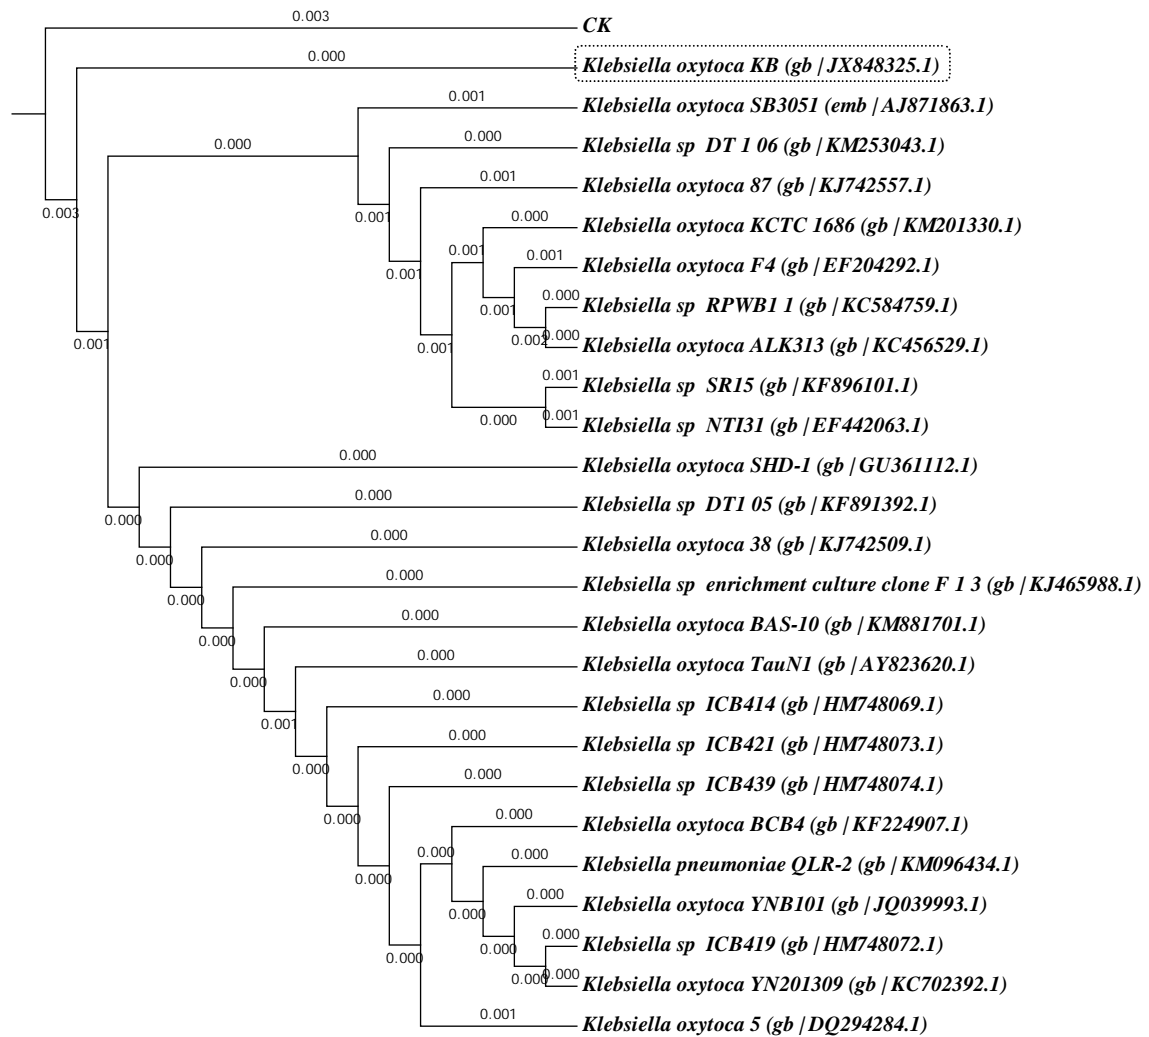 0.003
CK
0.000
Klebsiella oxytoca KB (gb | JX848325.1)
0.001
Klebsiella oxytoca SB3051 (emb | AJ871863.1)
0.000
0.000
Klebsiella sp DT 1 06 (gb | KM253043.1)
0.001
Klebsiella oxytoca 87 (gb | KJ742557.1)
0.003
0.001
0.000
Klebsiella oxytoca KCTC 1686 (gb | KM201330.1)
0.001
0.001
Klebsiella oxytoca F4 (gb | EF204292.1)
0.001
0.000
Klebsiella sp RPWB1 1 (gb | KC584759.1)
0.001
0.002
0.000
Klebsiella oxytoca ALK313 (gb | KC456529.1)
0.001
0.001
0.001
Klebsiella sp SR15 (gb | KF896101.1)
0.000
0.001
Klebsiella sp NTI31 (gb | EF442063.1)
0.000
Klebsiella oxytoca SHD-1 (gb | GU361112.1)
0.000
Klebsiella sp DT1 05 (gb | KF891392.1)
0.000
0.000
Klebsiella oxytoca 38 (gb | KJ742509.1)
0.000
0.000
Klebsiella sp enrichment culture clone F 1 3 (gb | KJ465988.1)
0.000
0.000
Klebsiella oxytoca BAS-10 (gb | KM881701.1)
0.000
0.000
Klebsiella oxytoca TauN1 (gb | AY823620.1)
0.000
0.000
Klebsiella sp ICB414 (gb | HM748069.1)
0.001
0.000
Klebsiella sp ICB421 (gb | HM748073.1)
0.000
0.000
Klebsiella sp ICB439 (gb | HM748074.1)
0.000
0.000
Klebsiella oxytoca BCB4 (gb | KF224907.1)
0.000
0.000
Klebsiella pneumoniae QLR-2 (gb | KM096434.1)
0.000
0.000
Klebsiella oxytoca YNB101 (gb | JQ039993.1)
0.000
0.000
Klebsiella sp ICB419 (gb | HM748072.1)
0.000
0.000
0.000
0.000
Klebsiella oxytoca YN201309 (gb | KC702392.1)
0.001
Klebsiella oxytoca 5 (gb | DQ294284.1)